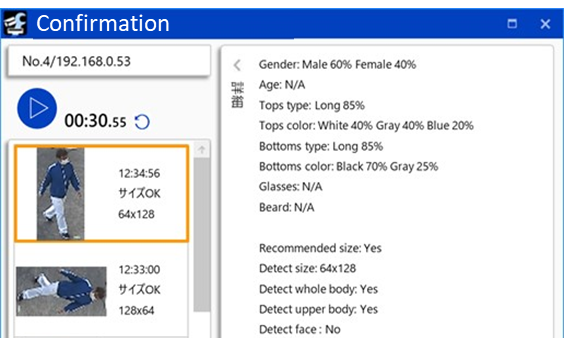 Confirmation
No.4/192.168.0.53
00:30.55
12:34:56
サイズOK
64x128
12:33:00
サイズOK
128x64
詳細
Gender: Male 60% Female 40%
Age: N/A
Tops type: Long 85%
Tops color: White 40% Gray 40% Blue 20%
Bottoms type: Long 85%
Bottoms color: Black 70% Gray 25%
Glasses: N/A
Beard: N/A
Recommended size: Yes
Detect size: 64x128
Detect whole body: Yes
Detect upper body: Yes
Detect face : No